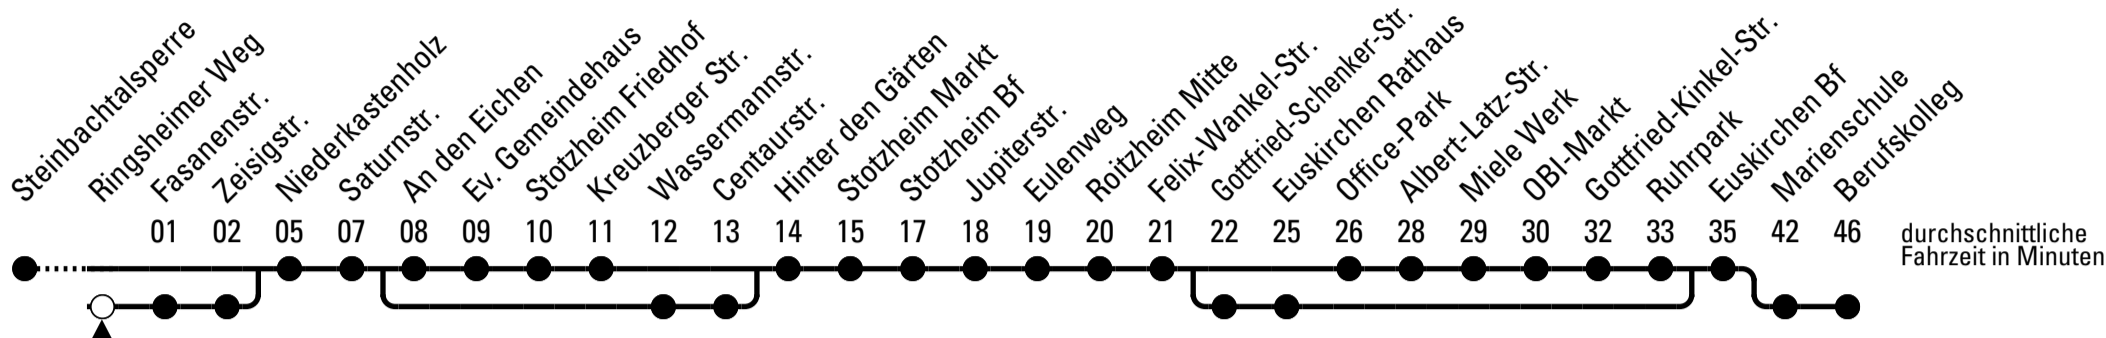 Steinbachtalsperre
Ringsheimer Weg
Fasanenstr.
Zeisigstr.
Niederkastenholz
Saturnstr.
An den Eichen
Ev. Gemeindehaus
Stotzheim Friedhof
Kreuzberger Str.
Wassermannstr.
Centaurstr.
Hinter den Gärten
Stotzheim Markt
Stotzheim Bf
Jupiterstr.
Eulenweg
Roitzheim Mitte
Felix-Wankel-Str.
Gottfried-Schenker-Str.
Euskirchen Rathaus
Office-Park
Albert-Latz-Str.
Miele Werk
OBI-Markt
Gottfried-Kinkel-Str.
Ruhrpark
Euskirchen Bf
Marienschule
Berufskolleg
01 02 05 07 08 09 10 11 12 13 14 15 17 18 19 20 21 22 25 26 28 29 30 32 33 35 42 46
durchschnittliche
Fahrzeit in Minuten